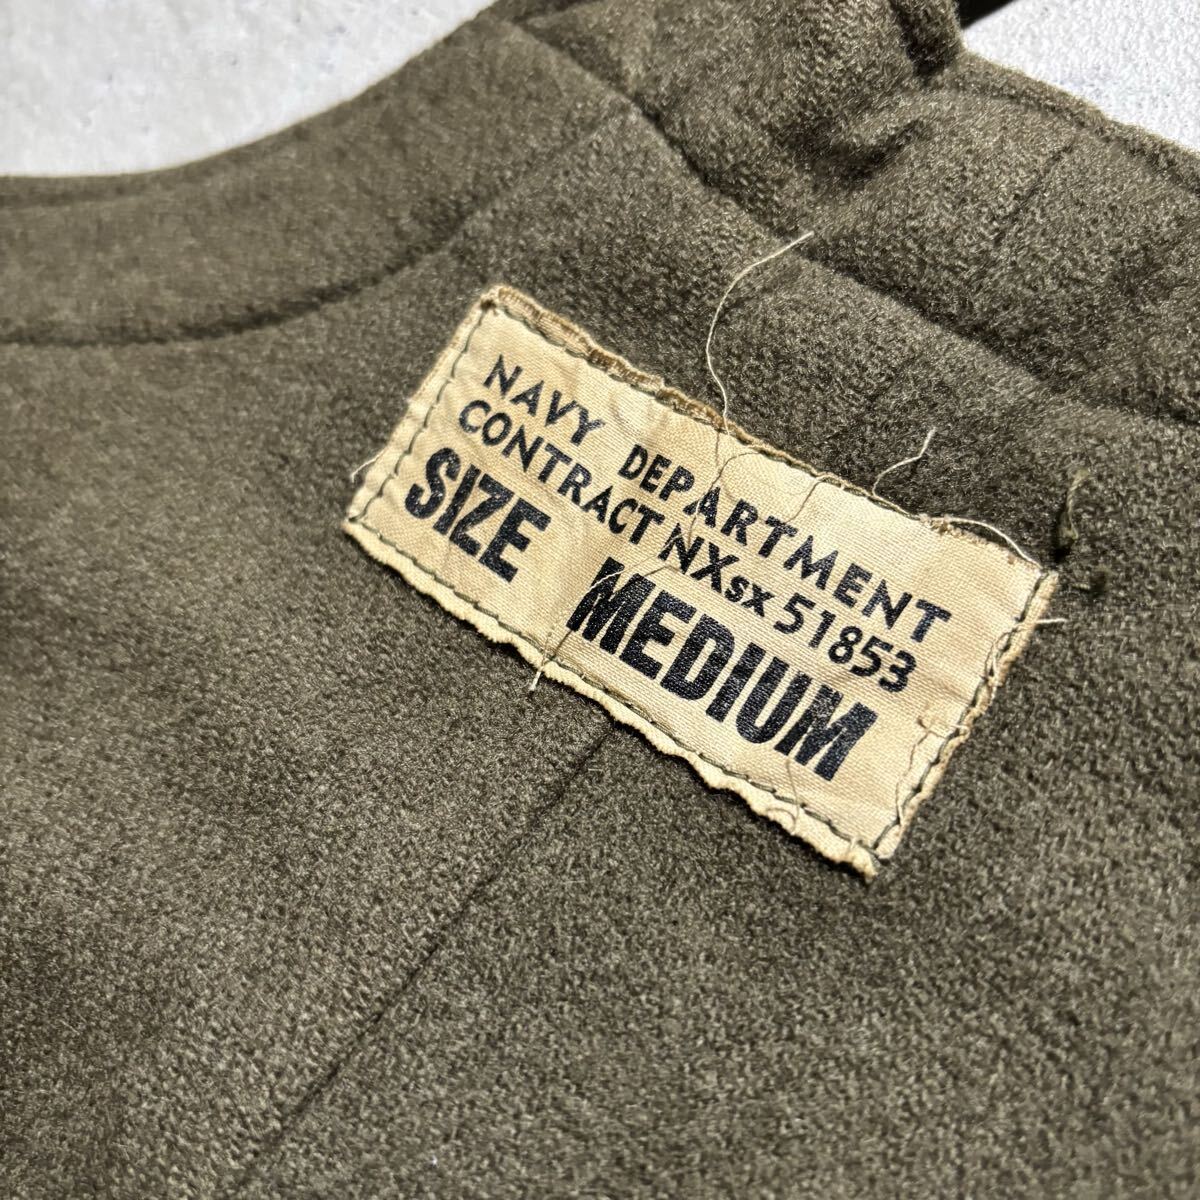 NAVY DEPARTMENT
CONTRACT NXsx 51853
SIZE MEDIUM